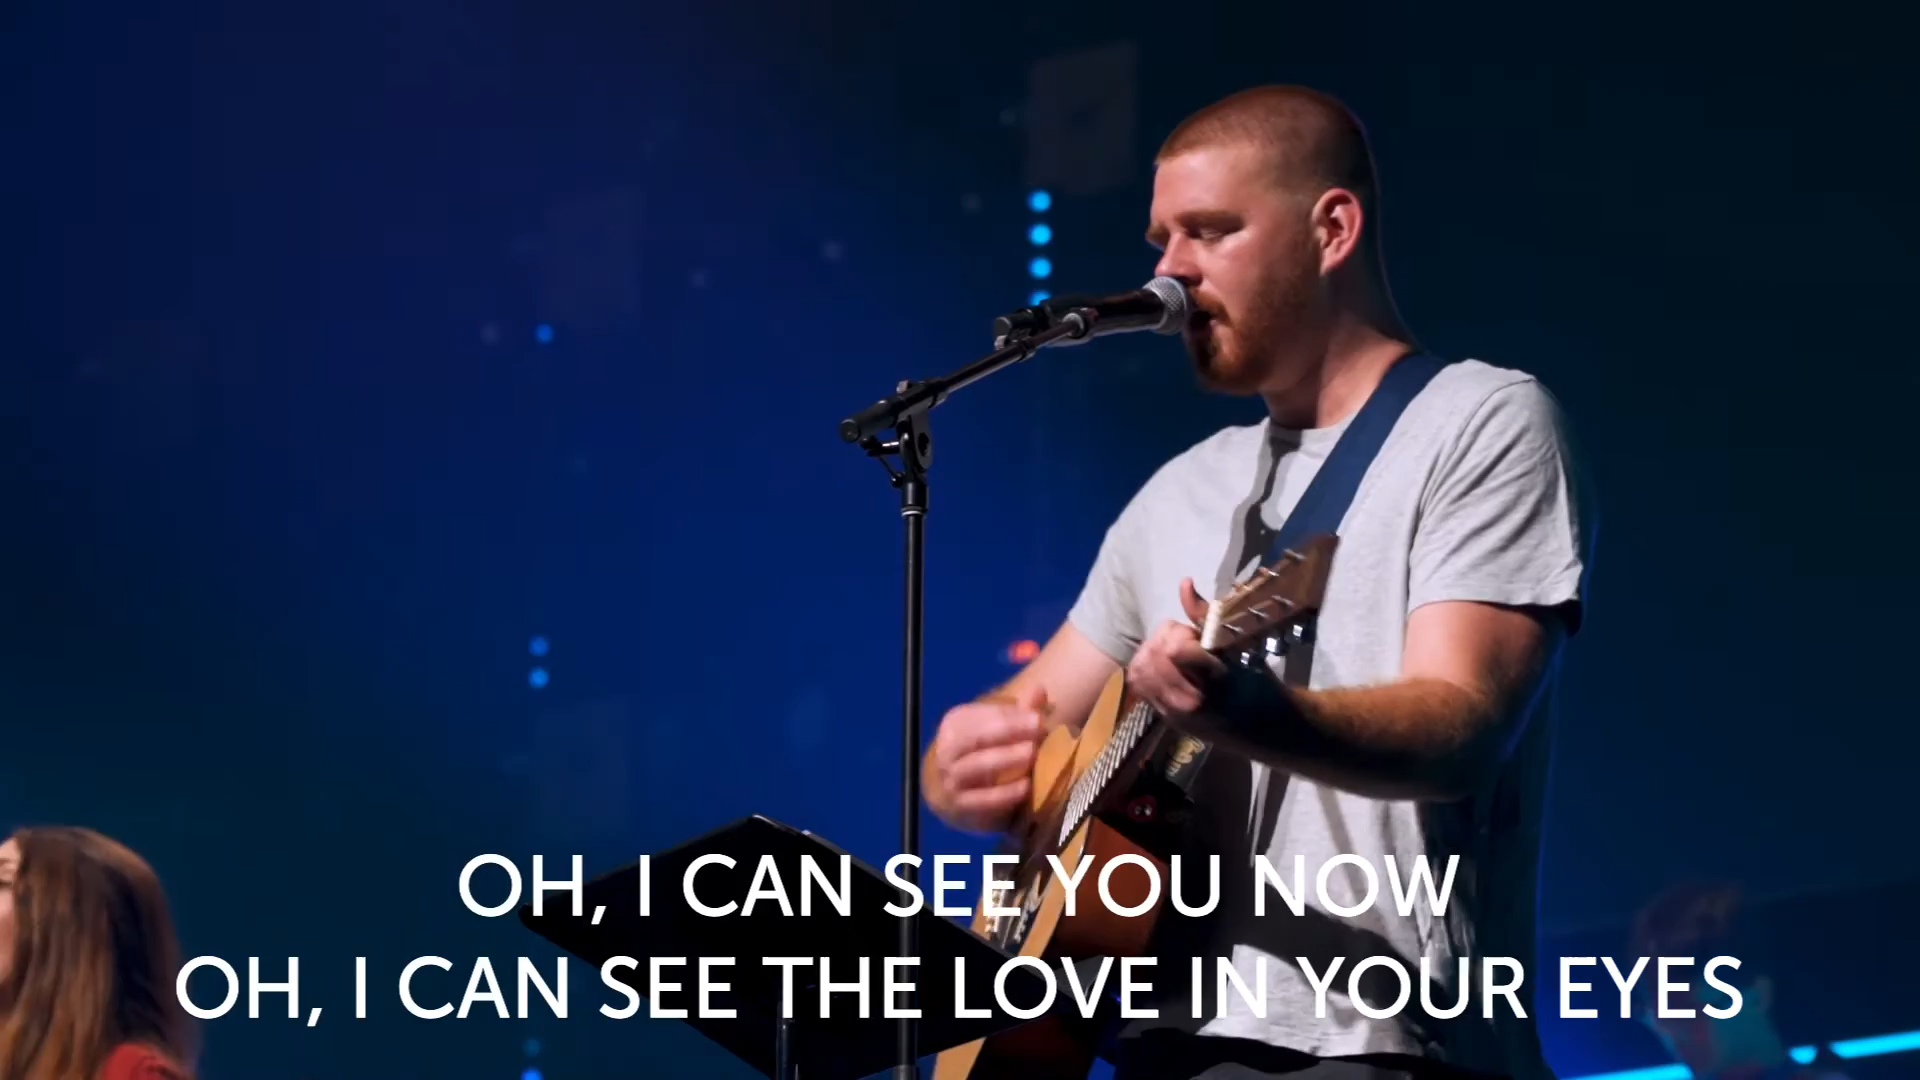 OH, I CAN SEE YOU NOW
OH, I CAN SEE THE LOVE IN YOUR EYES